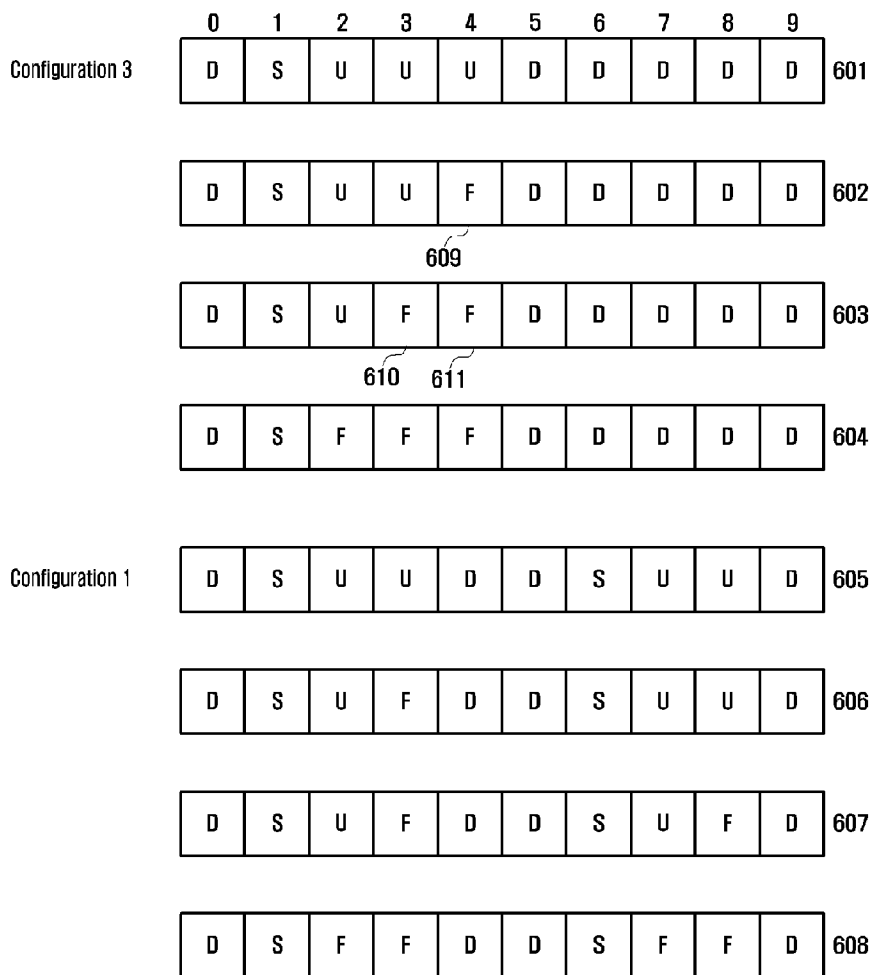 0 1 2 3 4 5 6 7 8 9
Configuration 3 D S U U U D D D D D 601
D S U U F D D D D D 602
609
D S U F F D D D D D 603
610 611
D S F F F D D D D D 604
Configuration 1 D S U U D D S U U D 605
D S U F D D S U U D 606
D S U F D D S U F D 607
D S F F D D S F F D 608